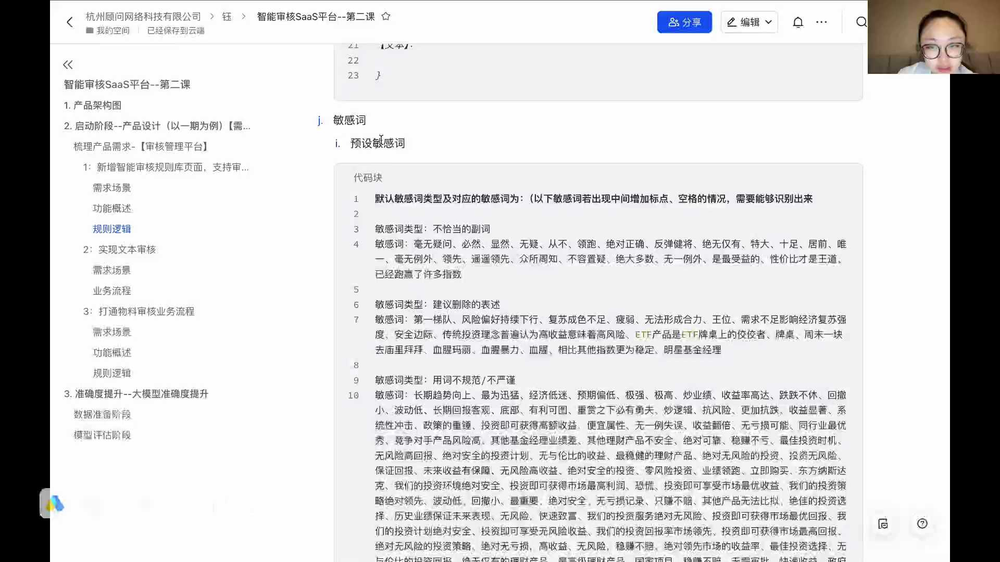 杭州顾问网络科技有限公司 > 钰 > 智能审核SaaS平台--第二课
我的空间 已经保存到云端
分享
编辑
智能审核SaaS平台--第二课
1. 产品架构图
2. 启动阶段--产品设计（以一期为例）【需...
梳理产品需求-【审核管理平台】
1：新增智能审核规则库页面，支持审...
需求场景
功能概述
规则逻辑
2：实现文本审核
需求场景
业务流程
3：打通物料审核业务流程
需求场景
功能概述
规则逻辑
3. 准确度提升--大模型准确度提升
数据准备阶段
模型评估阶段
21 【文本】:
22
23 }
j. 敏感词
i. 预设敏感词
代码块
1 默认敏感词类型及对应的敏感词为：（以下敏感词若出现中间增加标点、空格的情况，需要能够识别出来
2
3 敏感词类型：不恰当的副词
4 敏感词：毫无疑问、必然、显然、无疑、从不、领跑、绝对正确、反弹健将、绝无仅有、特大、十足、居前、唯
一、毫无例外、领先、遥遥领先、众所周知、不容置疑、绝大多数、无一例外、是最受益的、性价比才是王道、
已经跑赢了许多指数
5
6 敏感词类型：建议删除的表述
7 敏感词：第一梯队、风险偏好持续下行、复苏成色不足、疲弱、无法形成合力、王位、需求不足影响经济复苏强
度、安全边际、传统投资理念普遍认为高收益意味着高风险、ETF产品是ETF牌桌上的佼佼者、牌桌、周末一块
去庙里拜拜、血腥玛丽、血腥暴力、血腥、相比其他指数更为稳定、明星基金经理
8
9 敏感词类型：用词不规范/不严谨
10 敏感词：长期趋势向上、最为迅猛、经济低迷、预期偏低、极强、极高、炒业绩、收益率高达、跌跌不休、回撤
小、波动低、长期回报客观、底部、有利可图、重赏之下必有勇夫、炒逻辑、抗风险、更加抗跌、收益显著、系
统性冲击、政策的重锤、投资即可获得高额收益、便宜属性、无一例失误、收益翻倍、无亏损可能、同行业最优
秀、竞争对手产品风险高、其他基金经理业绩差、其他理财产品不安全、绝对可靠、稳赚不亏、最佳投资时机、
无风险高回报、绝对安全的投资计划、无与伦比的收益、最稳健的理财产品、绝对无风险的投资、投资无风险、
保证回报、未来收益有保障、无风险高收益、绝对安全的投资、零风险投资、业绩领跑、立即购买、东方纳斯达
克、我们的投资环境绝对安全、投资即可获得市场最高利润、恐慌、投资即可享受市场最优收益、我们的投资策
略绝对领先、波动低、回撤小、最重要、绝对安全、无亏损记录、只赚不赔、其他产品无法比拟、绝佳的投资选
择、历史业绩保证未来表现、无风险，快速致富、我们的投资服务绝对无风险、投资即可获得市场最优回报、我
们的投资计划绝对安全、投资即可享受无风险收益、我们的投资回报率市场领先、投资即可获得市场最高回报、
绝对无风险的投资策略、绝对无亏损，高收益、无风险，稳赚不赔、绝对领先市场的收益率、最佳投资选择、无
与伦比的投资回报、绝无仅有的理财产品、最高级理财产品、国家项目、稳赚不赔、无需审批、快速收益、政府